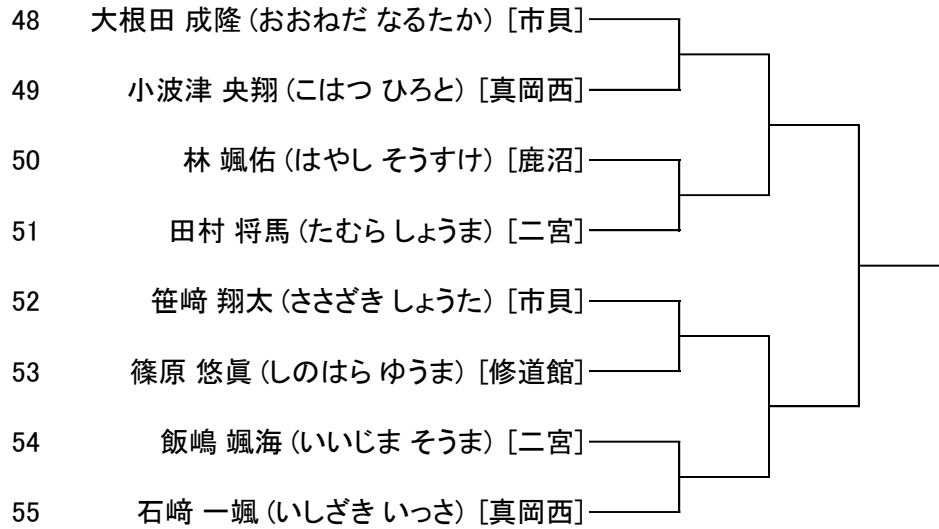 48 大根田 成隆 (おおねだ なるたか) [市貝]
49 小波津 央翔 (こはつ ひろと) [真岡西]
50 林 颯佑 (はやし そうすけ) [鹿沼]
51 田村 将馬 (たむら しょうま) [二宮]
52 笹﨑 翔太 (ささざき しょうた) [市貝]
53 篠原 悠眞 (しのはら ゆうま) [修道館]
54 飯嶋 颯海 (いいじま そうま) [二宮]
55 石﨑 一颯 (いしざき いっさ) [真岡西]